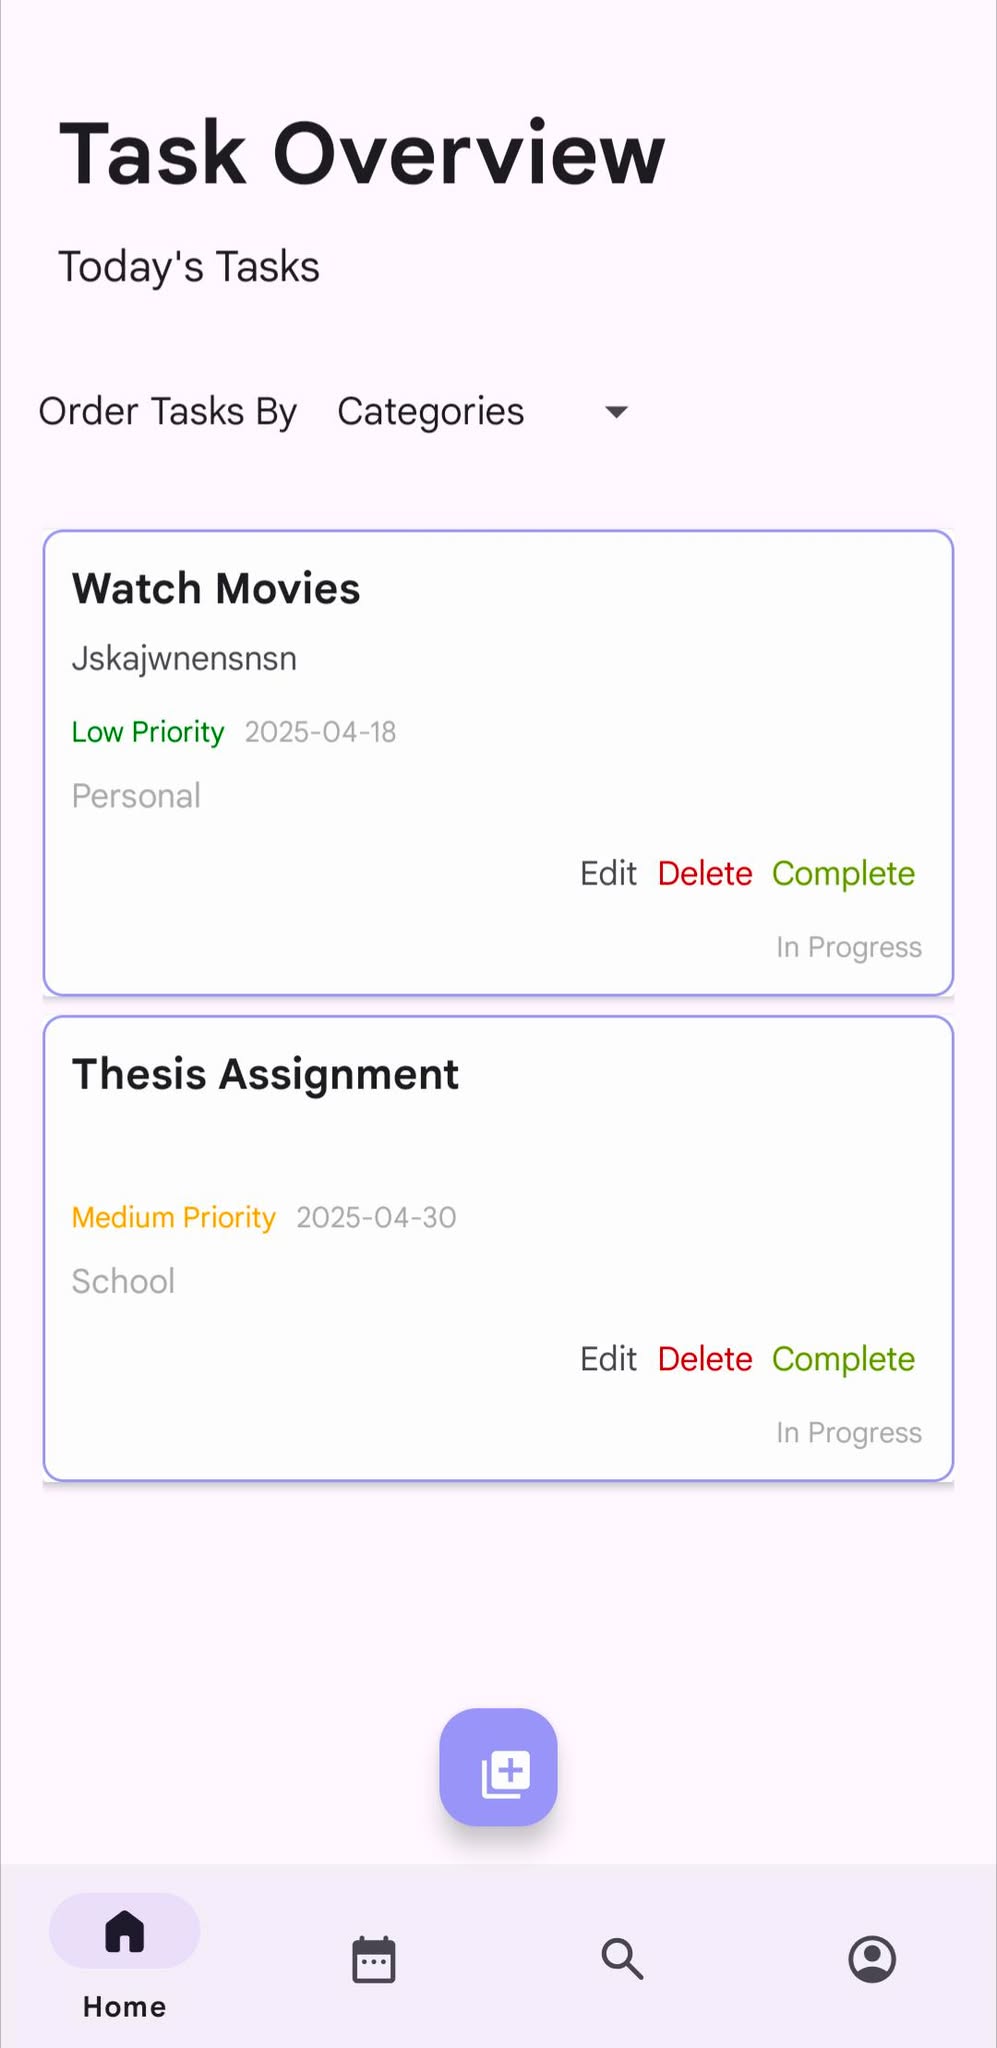 Task Overview
Today's Tasks
Order Tasks By Categories
Watch Movies
Jskajwnensnsn
Low Priority 2025-04-18
Personal
Edit Delete Complete
In Progress
Thesis Assignment
Medium Priority 2025-04-30
School
Edit Delete Complete
In Progress
Home